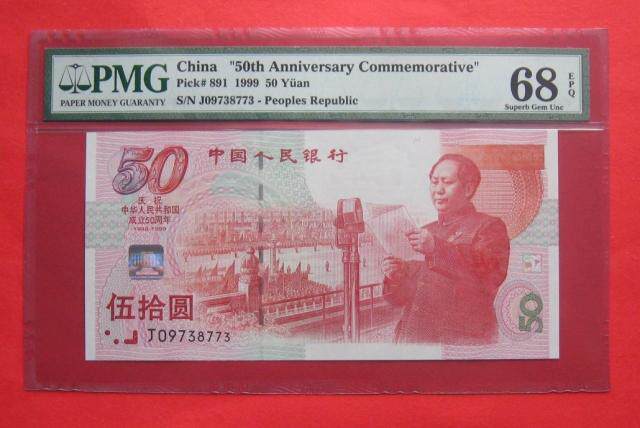 PMG
PAPER MONEY GUARANTY
China "50th Anniversary Commemorative"
Pick# 891 1999 50 Yüan
S/N J09738773 - Peoples Republic
68 EPQ
Superb Gem Unc
50
中国人民银行
庆祝
中华人民共和国
成立50周年
1949-1999
伍拾圆
J09738773
50